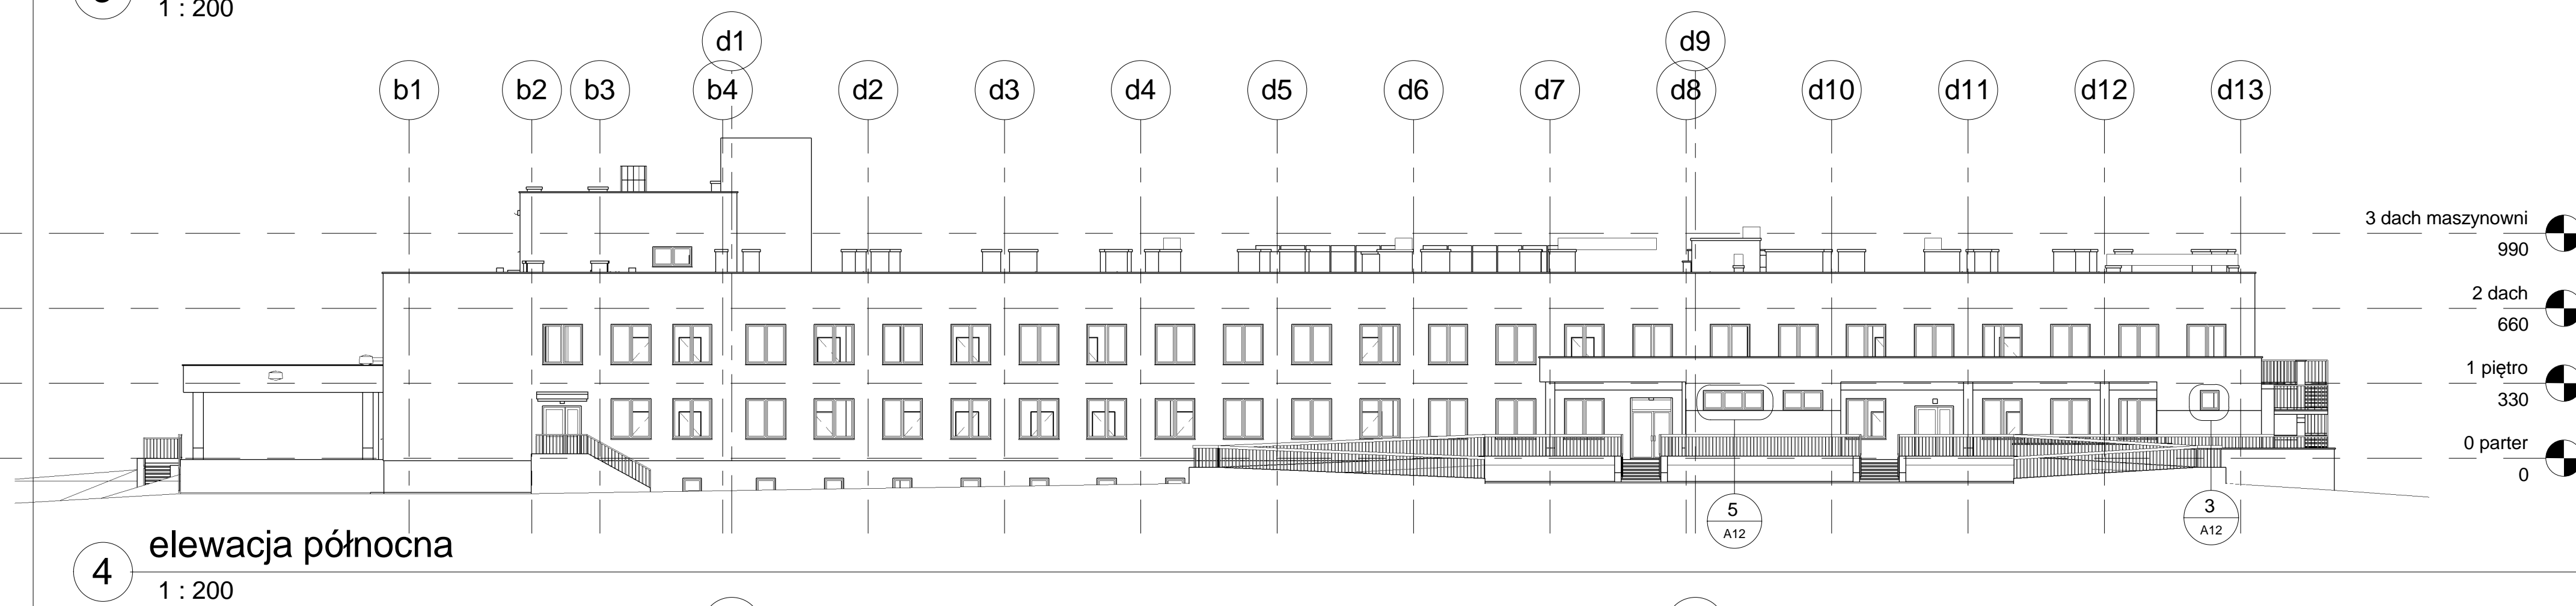 1 : 200
d1
d9
b1
b2
b3
b4
d2
d3
d4
d5
d6
d7
d8
d10
d11
d12
d13
3 dach maszynowni
990
2 dach
660
1 piętro
330
0 parter
0
5
A12
3
A12
4
elewacja północna
1 : 200